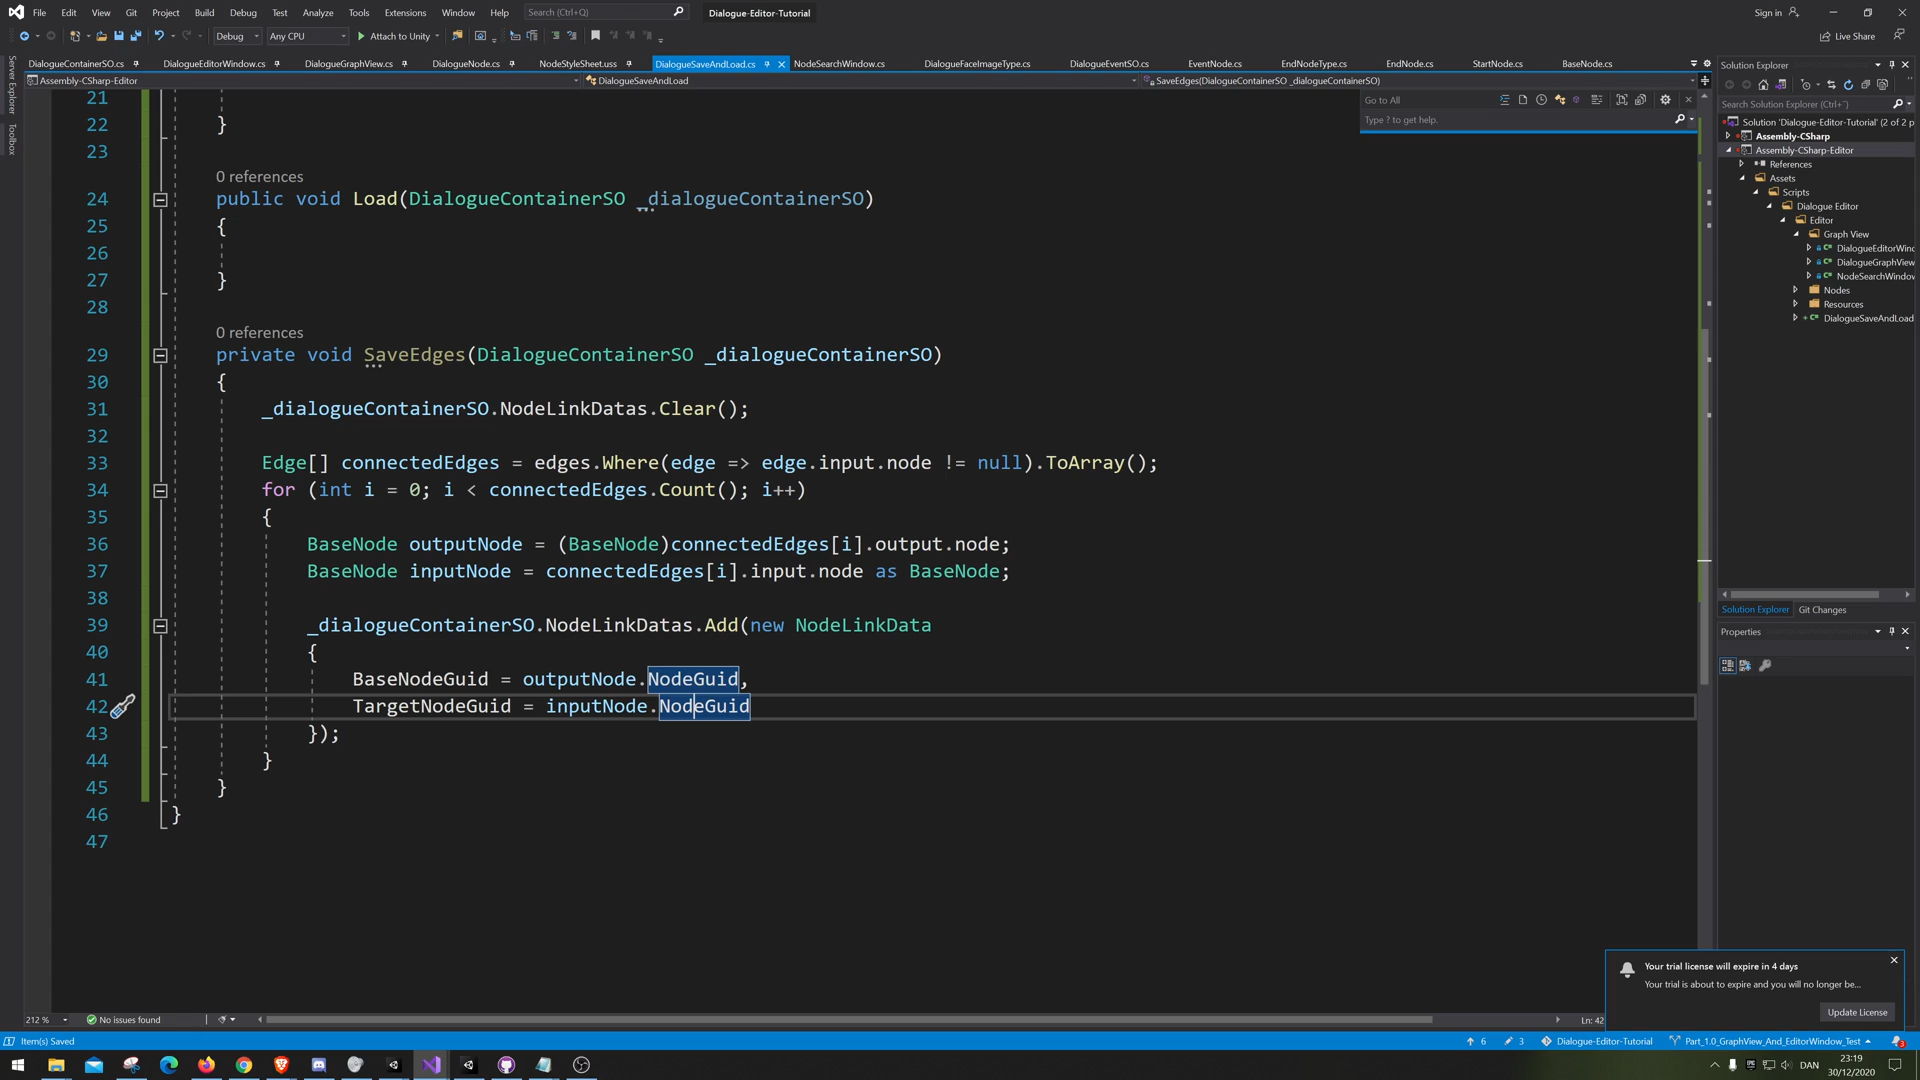 File Edit View Git Project Build Debug Test Analyze Tools Extensions Window Help Search (Ctrl+Q) Dialogue-Editor-Tutorial Sign in
Debug Any CPU Attach to Unity Live Share
Server Explorer
Toolbox
DialogueContainerSO.cs DialogueEditorWindow.cs DialogueGraphView.cs DialogueNode.cs NodeStyleSheet.uss DialogueSaveAndLoad.cs NodeSearchWindow.cs DialogueFaceImageType.cs DialogueEventSO.cs EventNode.cs EndNodeType.cs EndNode.cs StartNode.cs BaseNode.cs
Assembly-CSharp-Editor DialogueSaveAndLoad SaveEdges(DialogueContainerSO _dialogueContainerSO)
Go to All
Type ? to get help.
21
22 }
23
0 references
24 public void Load(DialogueContainerSO _dialogueContainerSO)
25 {
26
27 }
28
0 references
29 private void SaveEdges(DialogueContainerSO _dialogueContainerSO)
30 {
31 _dialogueContainerSO.NodeLinkDatas.Clear();
32
33 Edge[] connectedEdges = edges.Where(edge => edge.input.node != null).ToArray();
34 for (int i = 0; i < connectedEdges.Count(); i++)
35 {
36 BaseNode outputNode = (BaseNode)connectedEdges[i].output.node;
37 BaseNode inputNode = connectedEdges[i].input.node as BaseNode;
38
39 _dialogueContainerSO.NodeLinkDatas.Add(new NodeLinkData
40 {
41 BaseNodeGuid = outputNode.NodeGuid,
42 TargetNodeGuid = inputNode.NodeGuid
43 });
44 }
45 }
46 }
47
Solution Explorer
Search Solution Explorer (Ctrl+¨)
Solution 'Dialogue-Editor-Tutorial' (2 of 2 p
Assembly-CSharp
Assembly-CSharp-Editor
References
Assets
Scripts
Dialogue Editor
Editor
Graph View
DialogueEditorWinc
DialogueGraphView
NodeSearchWindow
Nodes
Resources
DialogueSaveAndLoad
Solution Explorer Git Changes
Properties
Your trial license will expire in 4 days
Your trial is about to expire and you will no longer be...
Update License
212 % No issues found Ln: 42
Item(s) Saved 6 3 Dialogue-Editor-Tutorial Part_1.0_GraphView_And_EditorWindow_Test 3
DAN 23:19
30/12/2020